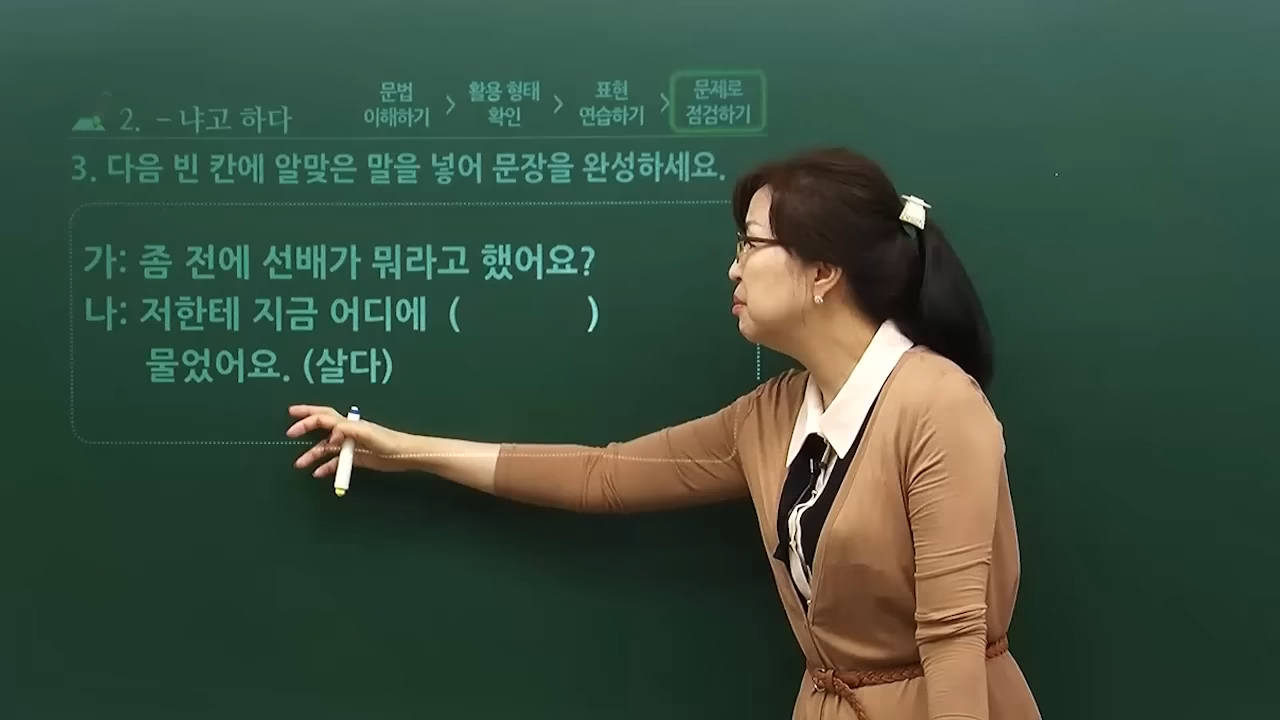 2. - 냐고 하다
문법 이해하기 > 활용 형태 확인 > 표현 연습하기 > 문제로 점검하기
3. 다음 빈 칸에 알맞은 말을 넣어 문장을 완성하세요.
가: 좀 전에 선배가 뭐라고 했어요?
나: 저한테 지금 어디에 ( )
물었어요. (살다)